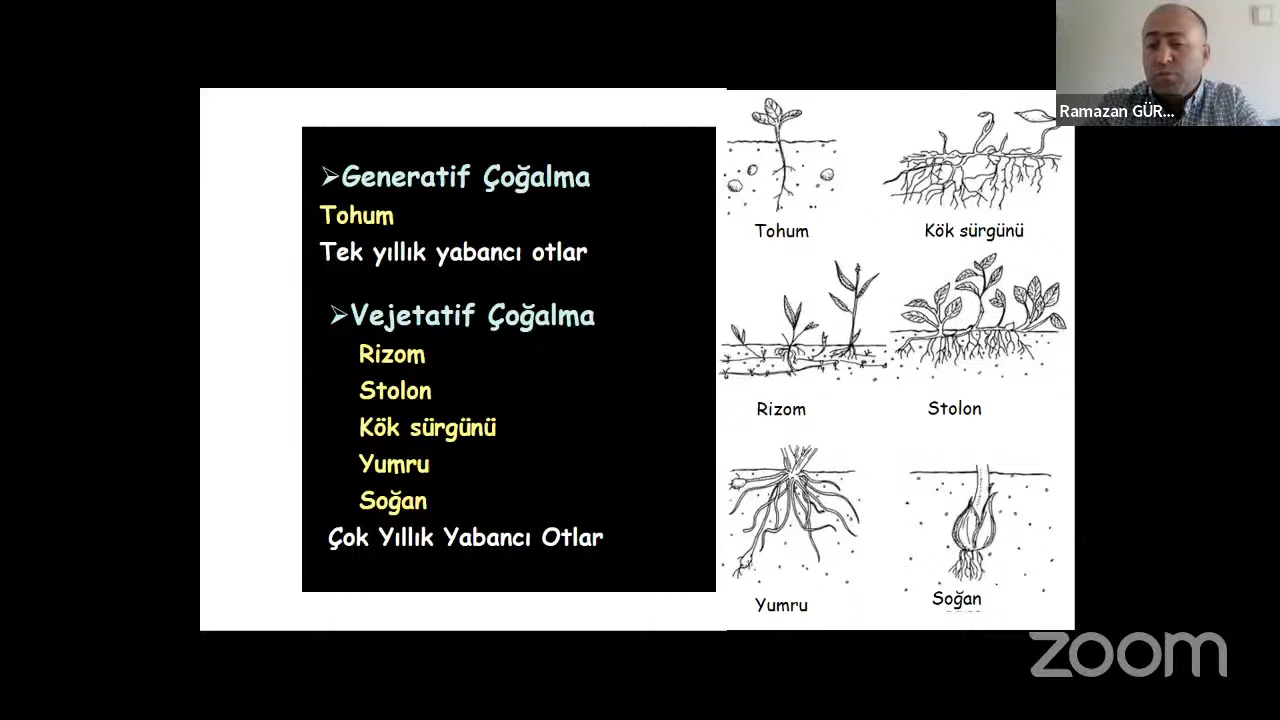 ➢Generatif Çoğalma
Tohum
Tek yıllık yabancı otlar
➢Vejetatif Çoğalma
Rizom
Stolon
Kök sürgünü
Yumru
Soğan
Çok Yıllık Yabancı Otlar
Tohum
Kök sürgünü
Rizom
Stolon
Yumru
Soğan
Ramazan GÜR...
zoom